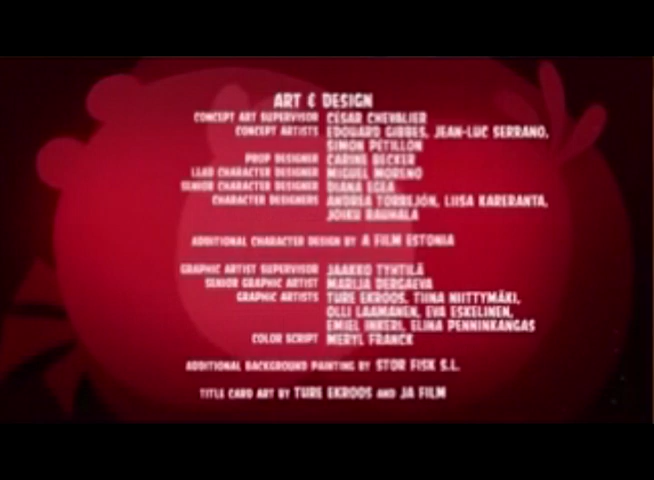 ART & DESIGN
CONCEPT ART SUPERVISOR CÉSAR CHEVALIER
CONCEPT ARTISTS EDOUARD GIBBES, JEAN-LUC SERRANO,
SIMON PETILLON
PROP DESIGNER CARINE BECKER
LEAD CHARACTER DESIGNER MIGUEL MORENO
SENIOR CHARACTER DESIGNER DIANA EGEA
CHARACTER DESIGNERS ANDREA TORREJÓN, LIISA KARERANTA,
JOIKU RAUHALA
ADDITIONAL CHARACTER DESIGN BY A FILM ESTONIA
GRAPHIC ARTIST SUPERVISOR JAAKKO TYHTILÄ
SENIOR GRAPHIC ARTIST MARIJA DERGAEVA
GRAPHIC ARTISTS TURE EKROOS, TIINA NIITTYMÄKI,
OLLI LAAMANEN, EVA ESKELINEN,
EMIEL INKERI, ELINA PENNINKANGAS
COLOR SCRIPT MERYL FRANCK
ADDITIONAL BACKGROUND PAINTING BY STOR FISK S.L.
TITLE CARD ART BY TURE EKROOS AND JA FILM